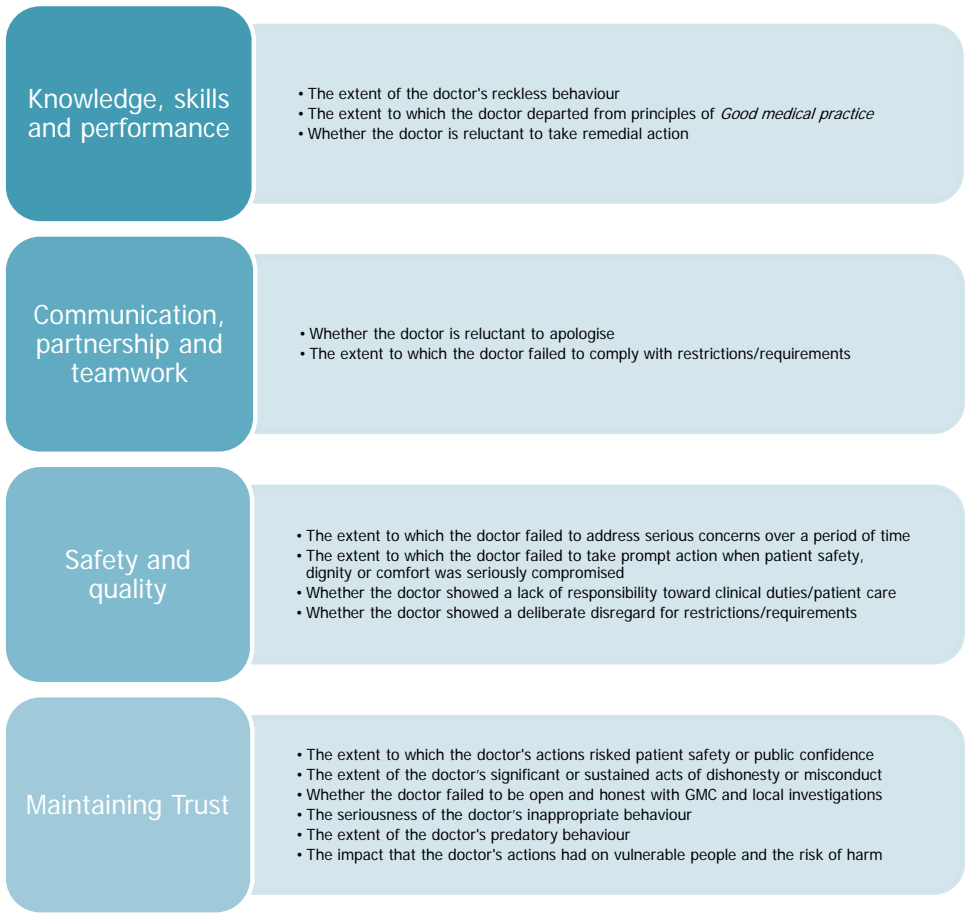 Knowledge, skills
and performance
• The extent of the doctor's reckless behaviour
• The extent to which the doctor departed from principles of Good medical practice
• Whether the doctor is reluctant to take remedial action
Communication,
partnership and
teamwork
• Whether the doctor is reluctant to apologise
• The extent to which the doctor failed to comply with restrictions/requirements
Safety and
quality
• The extent to which the doctor failed to address serious concerns over a period of time
• The extent to which the doctor failed to take prompt action when patient safety,
dignity or comfort was seriously compromised
• Whether the doctor showed a lack of responsibility toward clinical duties/patient care
• Whether the doctor showed a deliberate disregard for restrictions/requirements
Maintaining Trust
• The extent to which the doctor's actions risked patient safety or public confidence
• The extent of the doctor’s significant or sustained acts of dishonesty or misconduct
• Whether the doctor failed to be open and honest with GMC and local investigations
• The seriousness of the doctor’s inappropriate behaviour
• The extent of the doctor's predatory behaviour
• The impact that the doctor's actions had on vulnerable people and the risk of harm